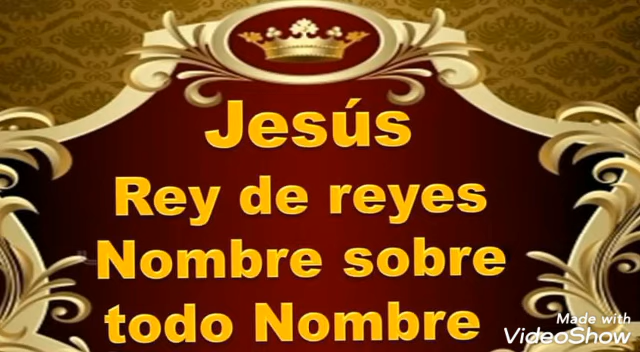 Jesús
Rey de reyes
Nombre sobre
todo Nombre
Made with
VideoShow